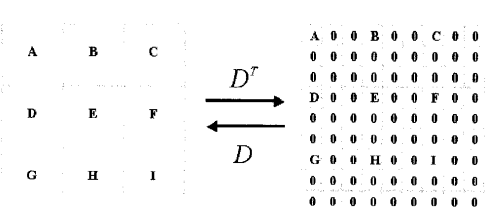 A B C
D E F
G H I
D^T
D
A 0 0 B 0 0 C 0 0
0 0 0 0 0 0 0 0 0
0 0 0 0 0 0 0 0 0
D 0 0 E 0 0 F 0 0
0 0 0 0 0 0 0 0 0
0 0 0 0 0 0 0 0 0
G 0 0 H 0 0 I 0 0
0 0 0 0 0 0 0 0 0
0 0 0 0 0 0 0 0 0